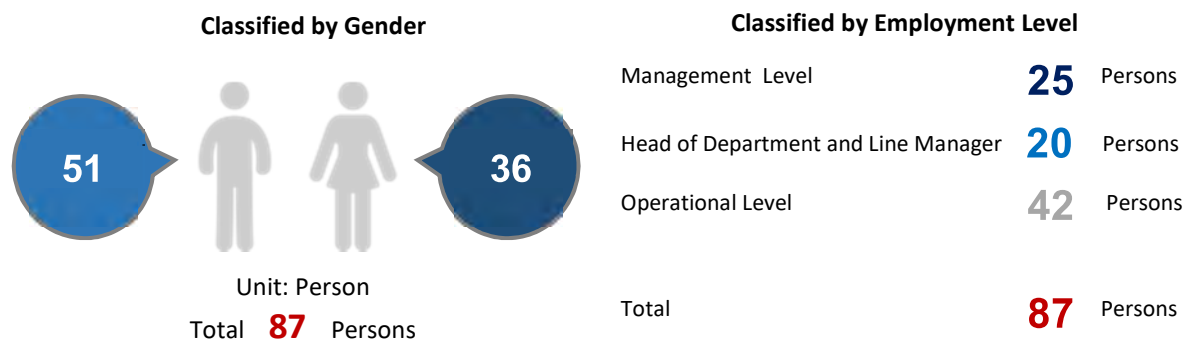 Classified by Gender
51
36
Unit: Person
Total 87 Persons
Classified by Employment Level
Management Level 25 Persons
Head of Department and Line Manager 20 Persons
Operational Level 42 Persons
Total 87 Persons